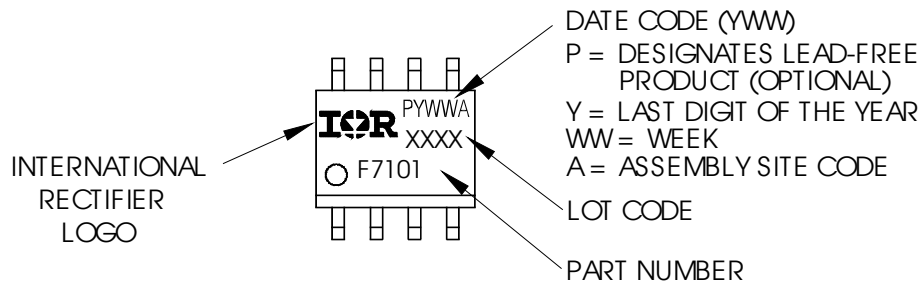 DATE CODE (YWW)
P = DESIGNATES LEAD-FREE
PRODUCT (OPTIONAL)
Y = LAST DIGIT OF THE YEAR
WW = WEEK
A = ASSEMBLY SITE CODE
LOT CODE
PART NUMBER
INTERNATIONAL
RECTIFIER
LOGO
IOR
PYWWA
XXXX
F7101